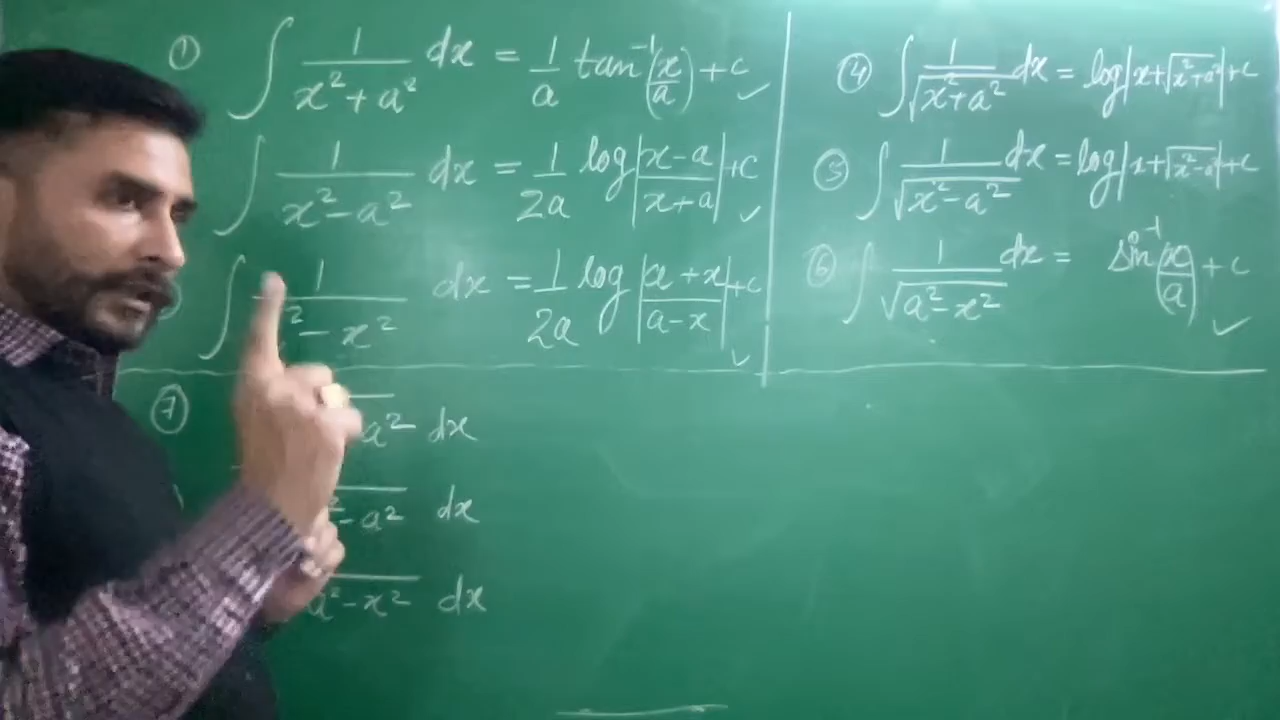 ① ∫ 1/(x²+a²) dx = 1/a tan⁻¹(x/a) + c ✓
∫ 1/(x²-a²) dx = 1/2a log|(x-a)/(x+a)| + c ✓
∫ 1/( ²-x²) dx = 1/2a log|(a+x)/(a-x)| + c ✓
④ ∫ 1/√(x²+a²) dx = log|x+√(x²+a²)| + c
⑤ ∫ 1/√(x²-a²) dx = log|x+√(x²-a²)| + c
⑥ ∫ 1/√(a²-x²) dx = sin⁻¹(x/a) + c ✓
⑦ a² dx
²-a² dx
a²-x² dx